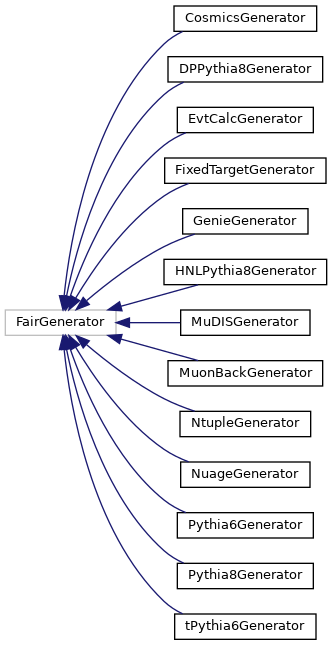 CosmicsGenerator
DPPythia8Generator
EvtCalcGenerator
FixedTargetGenerator
GenieGenerator
HNLPythia8Generator
FairGenerator
MuDISGenerator
MuonBackGenerator
NtupleGenerator
NuageGenerator
Pythia6Generator
Pythia8Generator
tPythia6Generator